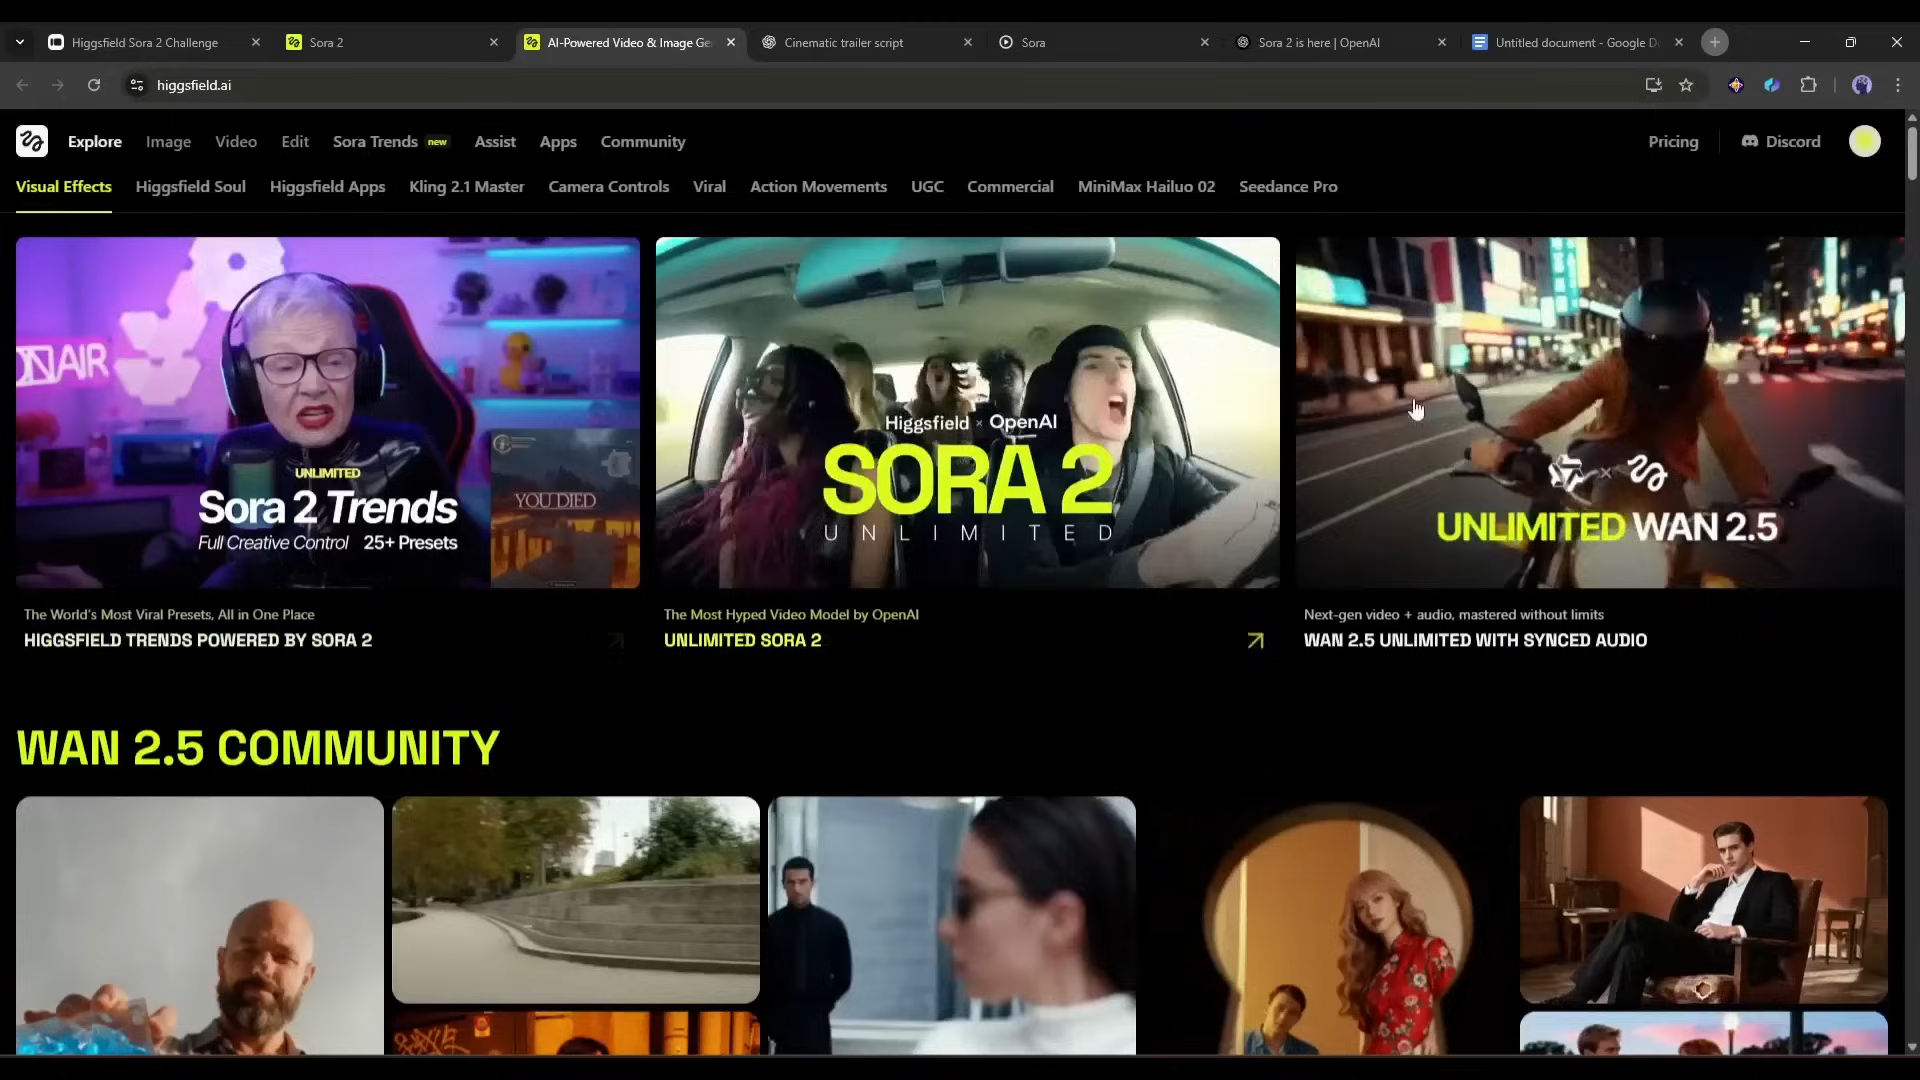 Higgsfield Sora 2 Challenge
Sora 2
AI-Powered Video & Image Ge
Cinematic trailer script
Sora
Sora 2 is here | OpenAI
Untitled document - Google D
higgsfield.ai
Explore
Image
Video
Edit
Sora Trends new
Assist
Apps
Community
Pricing
Discord
Visual Effects
Higgsfield Soul
Higgsfield Apps
Kling 2.1 Master
Camera Controls
Viral
Action Movements
UGC
Commercial
MiniMax Hailuo 02
Seedance Pro
ON AIR
UNLIMITED
Sora 2 Trends
Full Creative Control 25+ Presets
YOU DIED
Higgsfield × OpenAI
SORA 2
UNLIMITED
UNLIMITED WAN 2.5
The World's Most Viral Presets, All in One Place
HIGGSFIELD TRENDS POWERED BY SORA 2
The Most Hyped Video Model by OpenAI
UNLIMITED SORA 2
Next-gen video + audio, mastered without limits
WAN 2.5 UNLIMITED WITH SYNCED AUDIO
WAN 2.5 COMMUNITY